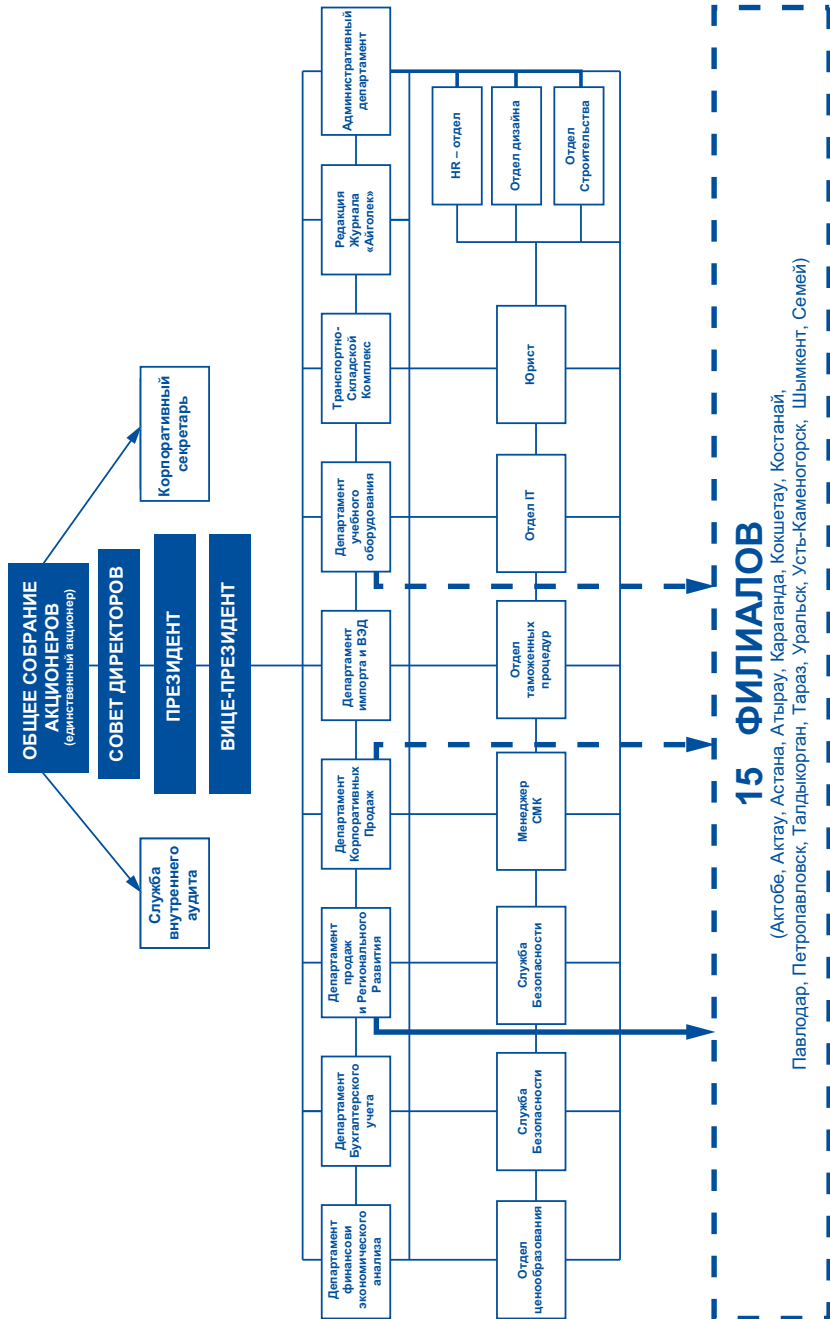 ОБЩЕЕ СОБРАНИЕ
АКЦИОНЕРОВ
(единственный акционер)
СОВЕТ ДИРЕКТОРОВ
ПРЕЗИДЕНТ
ВИЦЕ-ПРЕЗИДЕНТ
Служба
внутреннего
аудита
Корпоративный
секретарь
Департамент
финансови
экономического
анализа
Департамент
Бухгалтерского
учета
Департамент
продаж
и Регионального
Развития
Департамент
Корпоративных
Продаж
Департамент
импорта и ВЭД
Департамент
учебного
оборудования
Транспортно-
Складской
Комплекс
Редакция
Журнала
«Айголек»
Административный
департамент
Отдел
ценообразования
Служба
Безопасности
Служба
Безопасности
Менеджер
СМК
Отдел
таможенных
процедур
Отдел IT
Юрист
HR – отдел
Отдел дизайна
Отдел
Строительства
15 ФИЛИАЛОВ
(Актобе, Актау, Астана, Атырау, Караганда, Кокшетау, Костанай,
Павлодар, Петропавловск, Талдыкорган, Тараз, Уральск, Усть-Каменогорск, Шымкент, Семей)